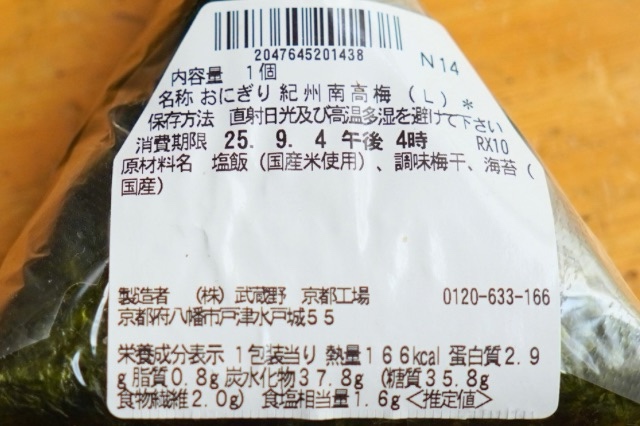 2047645201438
N14
内容量 1個
名称 おにぎり 紀州南高梅 (L) *
保存方法 直射日光及び高温多湿を避けて下さい
消費期限 25. 9. 4 午後 4時 RX10
原材料名 塩飯(国産米使用)、調味梅干、海苔(
国産)
製造者 (株) 武蔵野 京都工場 0120-633-166
京都府八幡市戸津水戸城55
栄養成分表示 1包装当り 熱量166kcal 蛋白質2.9
g 脂質0.8g 炭水化物37.8g (糖質35.8g
食物繊維2.0g) 食塩相当量1.6g <推定値>